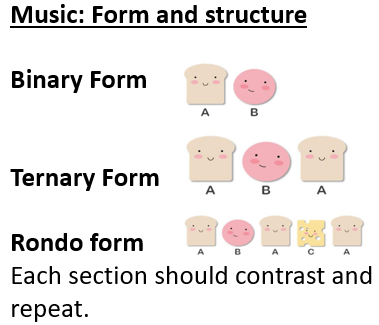 Music: Form and structure
Binary Form
A B
Ternary Form
A B A
Rondo form
A B A C A
Each section should contrast and
repeat.